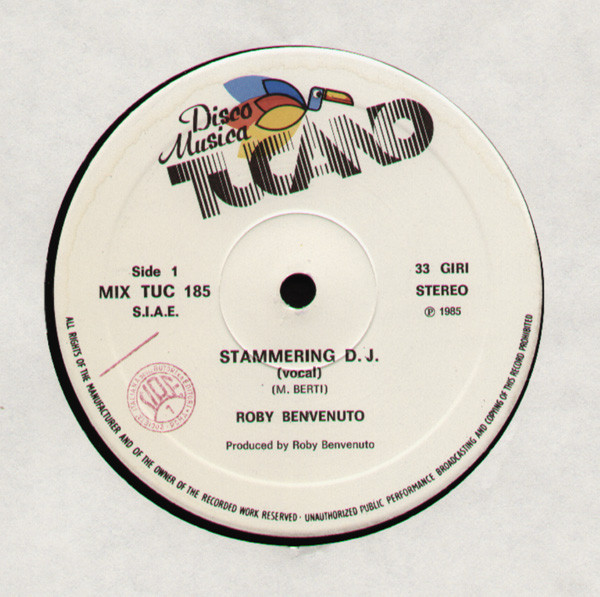 Disco
Musica
TUCANO
Side 1
MIX TUC 185
S.I.A.E.
33 GIRI
STEREO
Ⓟ 1985
STAMMERING D. J.
(vocal)
(M. BERTI)
ROBY BENVENUTO
Produced by Roby Benvenuto
ALL RIGHTS OF THE MANUFACTURER AND OF THE OWNER OF THE RECORDED WORK RESERVED · UNAUTHORIZED PUBLIC PERFORMANCE BROADCASTING AND COPYING OF THIS RECORD PROHIBITED